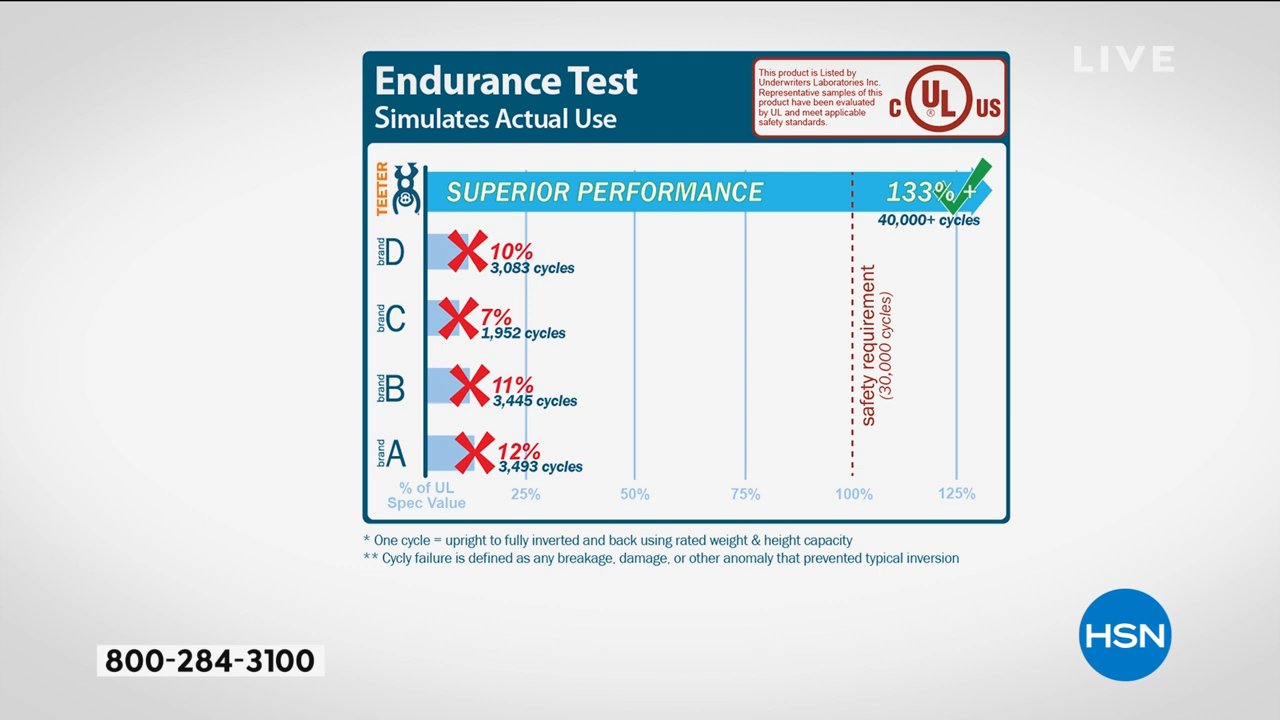 LIVE
Endurance Test
Simulates Actual Use
This product is Listed by
Underwriters Laboratories Inc.
Representative samples of this
product have been evaluated
by UL and meet applicable
safety standards.
C UL US
®
TEETER
SUPERIOR PERFORMANCE
133%+
40,000+ cycles
brand D
10%
3,083 cycles
brand C
7%
1,952 cycles
brand B
11%
3,445 cycles
brand A
12%
3,493 cycles
safety requirement
(30,000 cycles)
% of UL
Spec Value
25%
50%
75%
100%
125%
* One cycle = upright to fully inverted and back using rated weight & height capacity
** Cycly failure is defined as any breakage, damage, or other anomaly that prevented typical inversion
800-284-3100
HSN